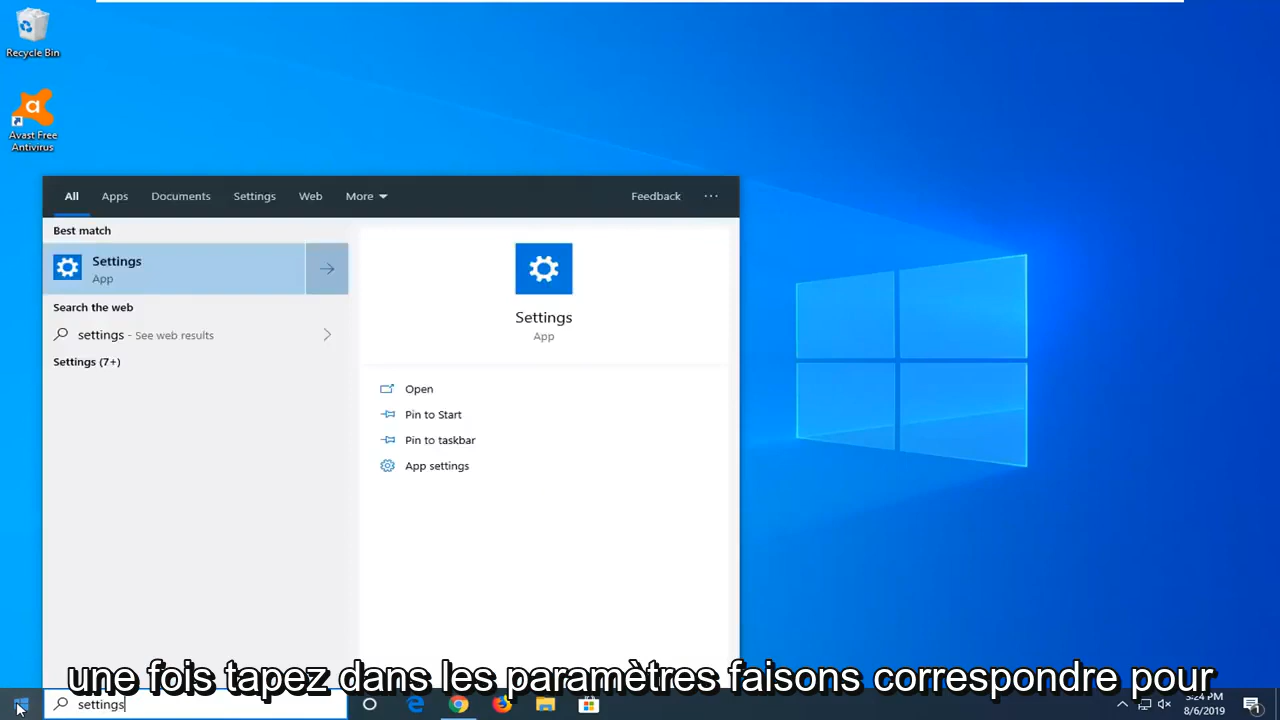 Recycle Bin
Avast Free
Antivirus
All Apps Documents Settings Web More Feedback ...
Best match
Settings
App
Search the web
settings - See web results
Settings (7+)
Settings
App
Open
Pin to Start
Pin to taskbar
App settings
une fois tapez dans les paramètres faisons correspondre pour
settings
5:24 PM
8/6/2019
1